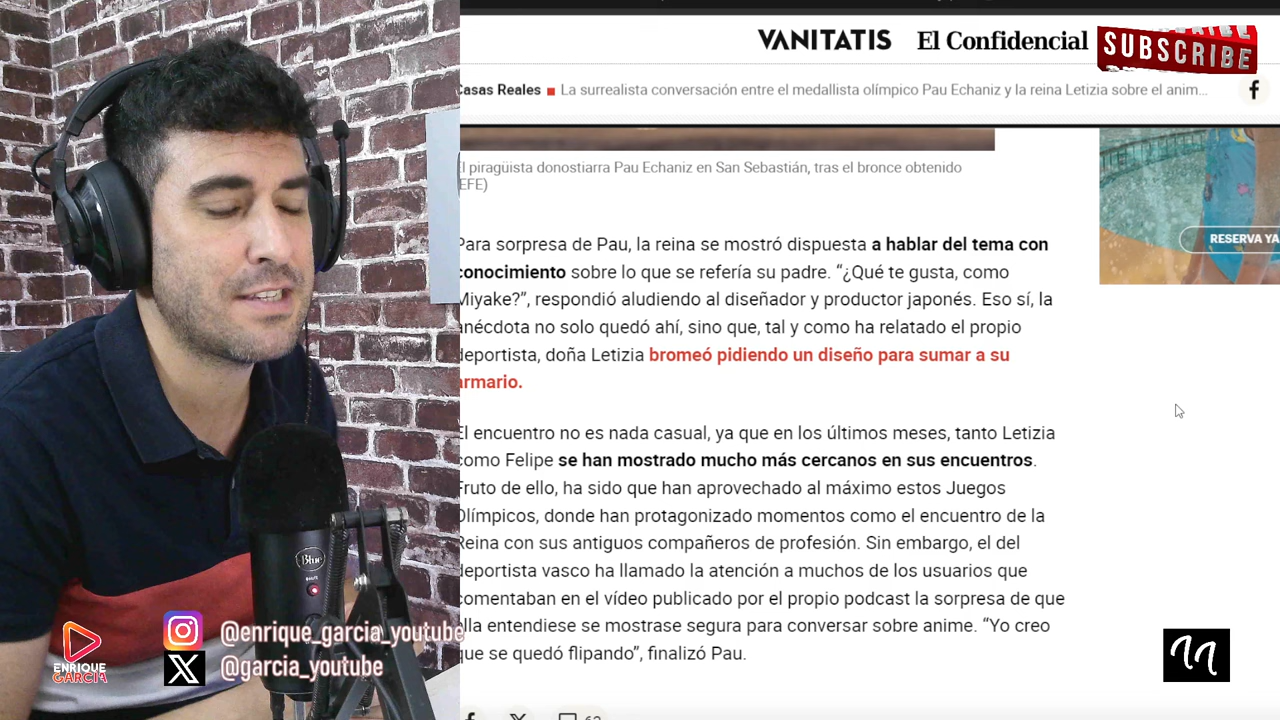 VANITATIS El Confidencial SUBSCRIBE
Casas Reales La surrealista conversación entre el medallista olímpico Pau Echaniz y la reina Letizia sobre el anim...
l piragüista donostiarra Pau Echaniz en San Sebastián, tras el bronce obtenido
EFE)
RESERVA YA
Para sorpresa de Pau, la reina se mostró dispuesta a hablar del tema con
conocimiento sobre lo que se refería su padre. “¿Qué te gusta, como
Miyake?”, respondió aludiendo al diseñador y productor japonés. Eso sí, la
anécdota no solo quedó ahí, sino que, tal y como ha relatado el propio
deportista, doña Letizia bromeó pidiendo un diseño para sumar a su
armario.
El encuentro no es nada casual, ya que en los últimos meses, tanto Letizia
como Felipe se han mostrado mucho más cercanos en sus encuentros.
Fruto de ello, ha sido que han aprovechado al máximo estos Juegos
Olímpicos, donde han protagonizado momentos como el encuentro de la
Reina con sus antiguos compañeros de profesión. Sin embargo, el del
deportista vasco ha llamado la atención a muchos de los usuarios que
comentaban en el vídeo publicado por el propio podcast la sorpresa de que
ella entendiese se mostrase segura para conversar sobre anime. “Yo creo
que se quedó flipando”, finalizó Pau.
Blue
@enrique_garcia_youtube
@garcia_youtube
ENRIQUE
GARCIA